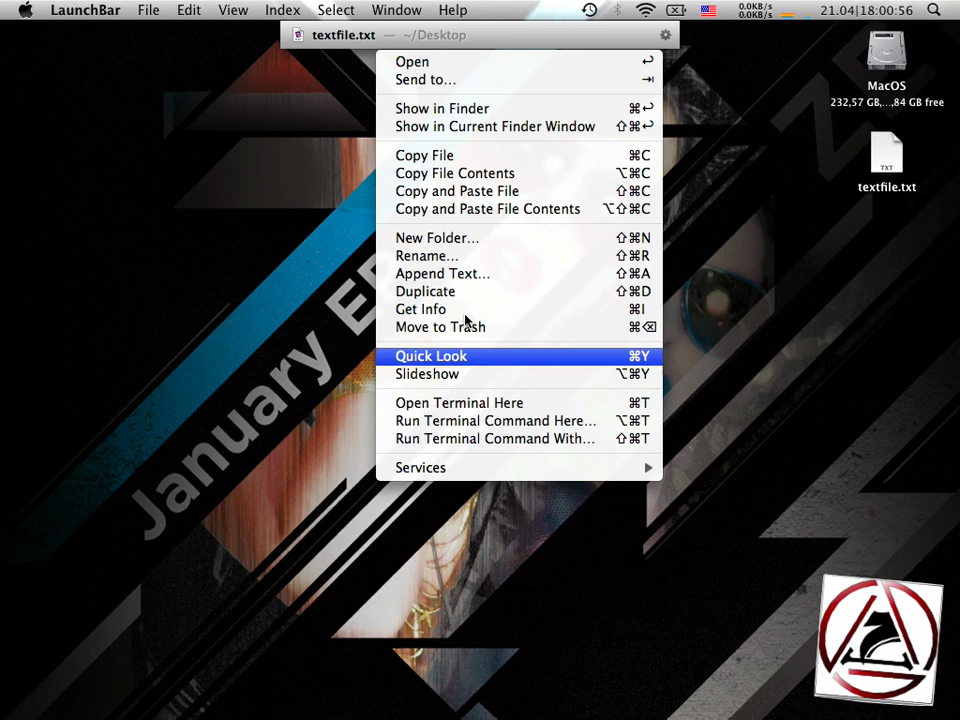 LaunchBar File Edit View Index Select Window Help 0.0KB/s 0.0KB/s 21.04|18:00:56
textfile.txt — ~/Desktop
Open ↩
Send to... ⇥
Show in Finder ⌘↩
Show in Current Finder Window ⇧⌘↩
Copy File ⌘C
Copy File Contents ⌥⌘C
Copy and Paste File ⇧⌘C
Copy and Paste File Contents ⌥⇧⌘C
New Folder... ⇧⌘N
Rename... ⇧⌘R
Append Text... ⇧⌘A
Duplicate ⇧⌘D
Get Info ⌘I
Move to Trash ⌘⌫
Quick Look ⌘Y
Slideshow ⌥⌘Y
Open Terminal Here ⌘T
Run Terminal Command Here... ⌥⌘T
Run Terminal Command With... ⇧⌘T
Services ▶
MacOS
232,57 GB,...,84 GB free
TXT
textfile.txt
January